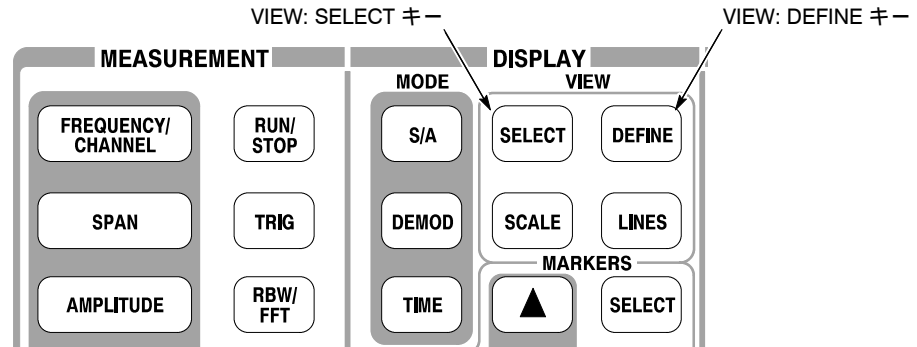 VIEW: SELECT キー
VIEW: DEFINE キー
MEASUREMENT
DISPLAY
MODE
VIEW
FREQUENCY/
CHANNEL
RUN/
STOP
S/A
SELECT
DEFINE
SPAN
TRIG
DEMOD
SCALE
LINES
MARKERS
AMPLITUDE
RBW/
FFT
TIME
▲
SELECT